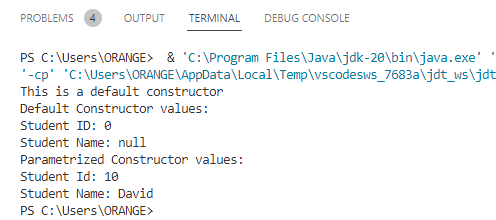 PROBLEMS 4 OUTPUT TERMINAL DEBUG CONSOLE
PS C:\Users\ORANGE>  & 'C:\Program Files\Java\jdk-20\bin\java.exe' '
'-cp' 'C:\Users\ORANGE\AppData\Local\Temp\vscodesws_7683a\jdt_ws\jdt
This is a default constructor
Default Constructor values:
Student ID: 0
Student Name: null
Parametrized Constructor values:
Student Id: 10
Student Name: David
PS C:\Users\ORANGE>